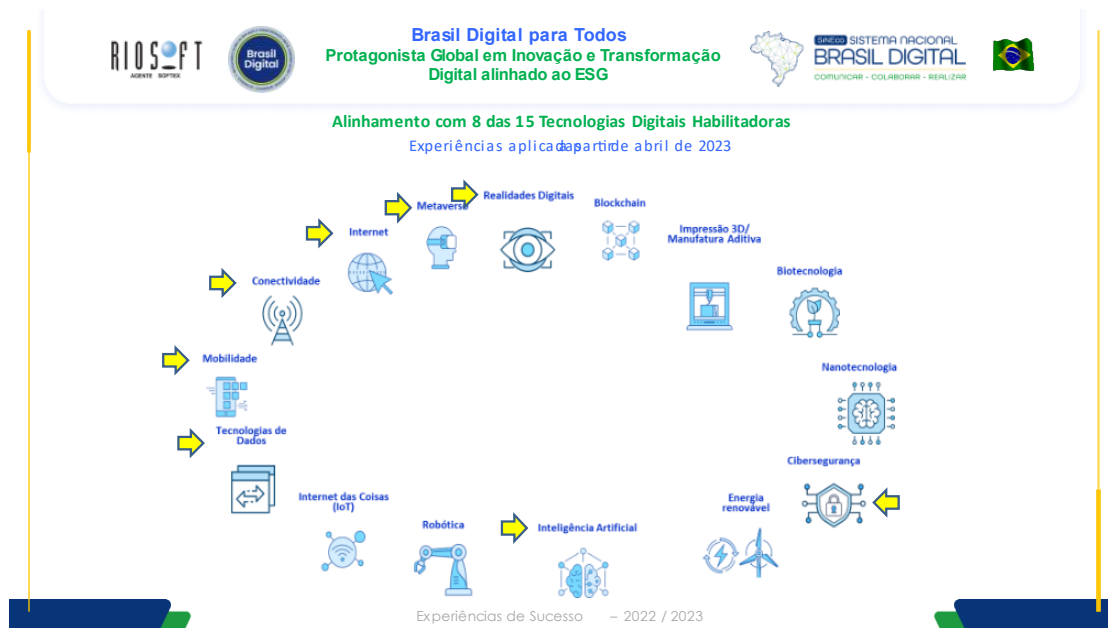 RIOSOFT
AGENTE SOFTEX
Brasil
Digital
Brasil Digital para Todos
Protagonista Global em Inovação e Transformação
Digital alinhado ao ESG
SINECO SISTEMA NACIONAL
BRASIL DIGITAL
COMUNICAR - COLABORAR - REALIZAR
Alinhamento com 8 das 15 Tecnologias Digitais Habilitadoras
Experiências aplicadas a partir de abril de 2023
Realidades Digitais
Blockchain
Metaverso
Internet
Impressão 3D/
Manufatura Aditiva
Biotecnologia
Conectividade
Mobilidade
Nanotecnologia
Tecnologias de
Dados
Cibersegurança
Internet das Coisas
(IoT)
Energia
renovável
Robótica
Inteligência Artificial
Experiências de Sucesso – 2022 / 2023